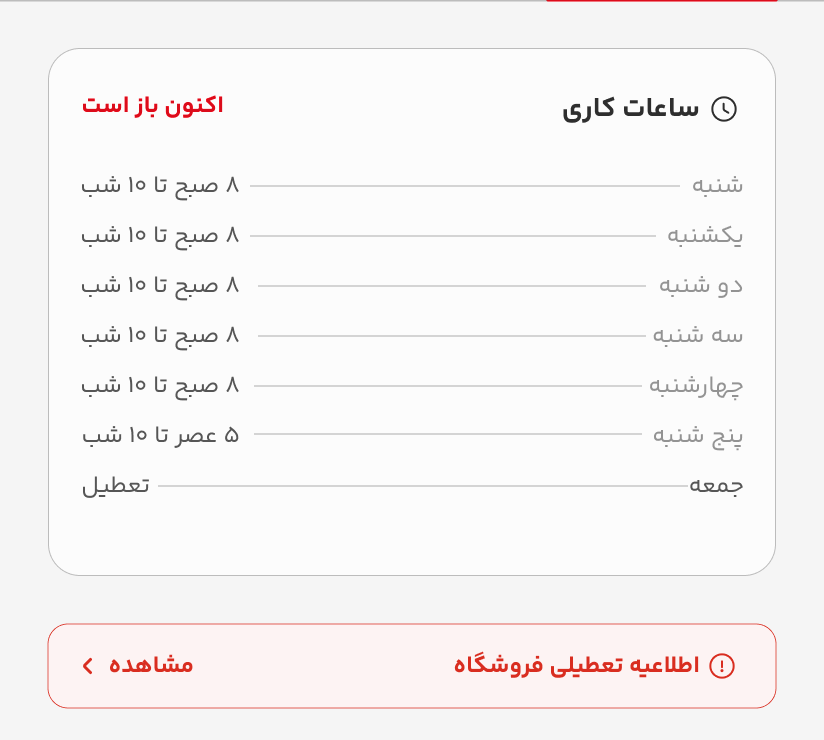 ساعات کاری اکنون باز است
شنبه ۸ صبح تا ۱۰ شب
یکشنبه ۸ صبح تا ۱۰ شب
دو شنبه ۸ صبح تا ۱۰ شب
سه شنبه ۸ صبح تا ۱۰ شب
چهارشنبه ۸ صبح تا ۱۰ شب
پنج شنبه ۵ عصر تا ۱۰ شب
جمعه تعطیل
اطلاعیه تعطیلی فروشگاه مشاهده